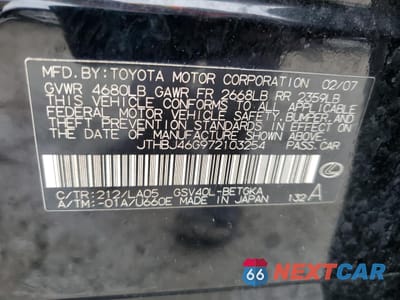 MFD.BY:TOYOTA MOTOR CORPORATION 02/07
GVWR 4680LB GAWR FR 2668LB RR 2359LB
THIS VEHICLE CONFORMS TO ALL APPLICABLE
FEDERAL MOTOR VEHICLE SAFETY, BUMPER, AND
THEFT PREVENTION STANDARDS IN EFFECT ON
THE DATE OF MANUFACTURE SHOWN ABOVE.
JTHBJ46G972103254 PASS.CAR
C/TR:212/LA05 GSV40L-BETGKA
A/TM:-01A/U660E MADE IN JAPAN 132 A
66 NEXTCAR